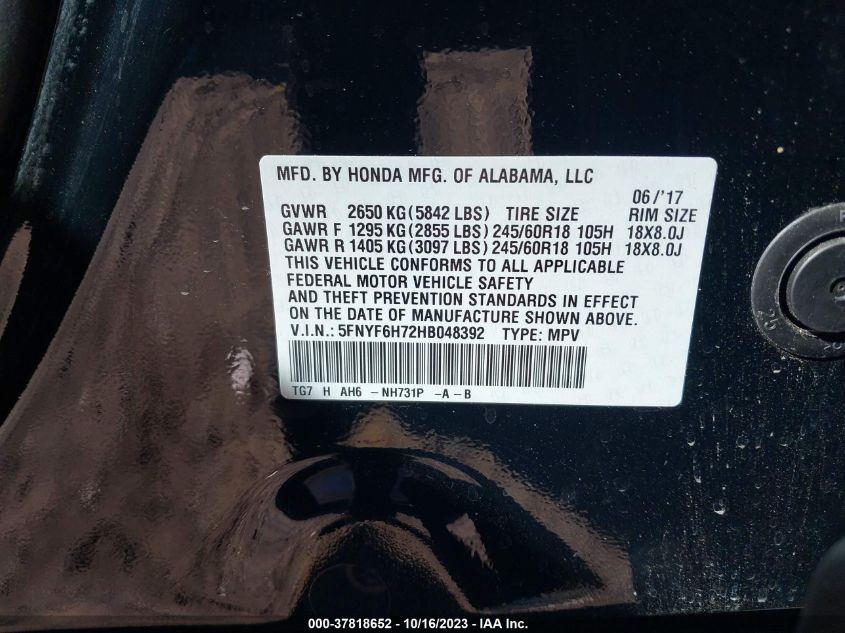 MFD. BY HONDA MFG. OF ALABAMA, LLC
06/'17
GVWR 2650 KG(5842 LBS) TIRE SIZE RIM SIZE
GAWR F 1295 KG(2855 LBS) 245/60R18 105H 18X8.0J
GAWR R 1405 KG(3097 LBS) 245/60R18 105H 18X8.0J
THIS VEHICLE CONFORMS TO ALL APPLICABLE
FEDERAL MOTOR VEHICLE SAFETY
AND THEFT PREVENTION STANDARDS IN EFFECT
ON THE DATE OF MANUFACTURE SHOWN ABOVE.
V.I.N.: 5FNYF6H72HB048392 TYPE: MPV
TG7 H AH6 -NH731P -A-B
000-37818652 - 10/16/2023 - IAA Inc.